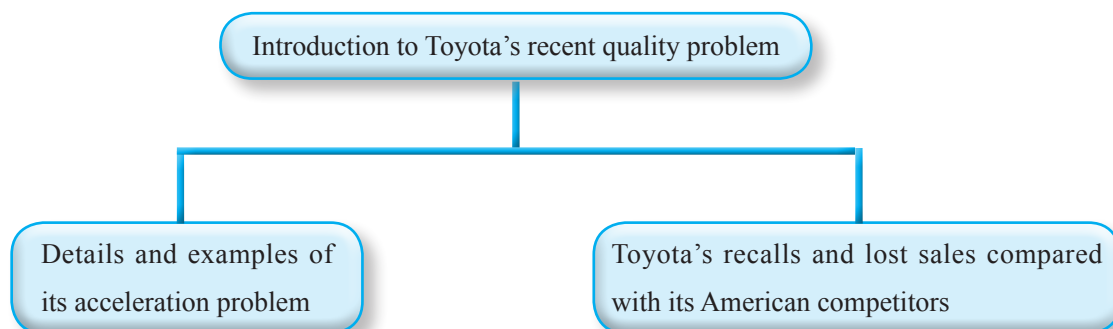 Introduction to Toyota’s recent quality problem
Details and examples of
its acceleration problem
Toyota’s recalls and lost sales compared
with its American competitors